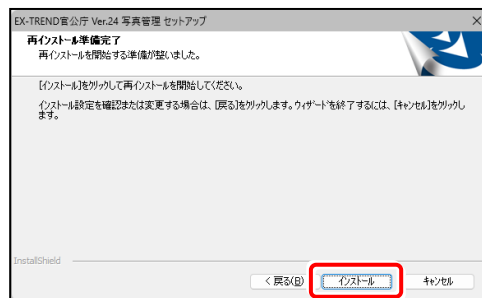 EX-TREND官公庁 Ver.24 写真管理 セットアップ
再インストール準備完了
再インストールを開始する準備が整いました。
[インストール]をクリックして再インストールを開始してください。
インストール設定を確認または変更する場合は、[戻る]をクリックします。ウィザードを終了するには、[キャンセル]をクリックし
ます。
InstallShield
< 戻る(B) インストール キャンセル